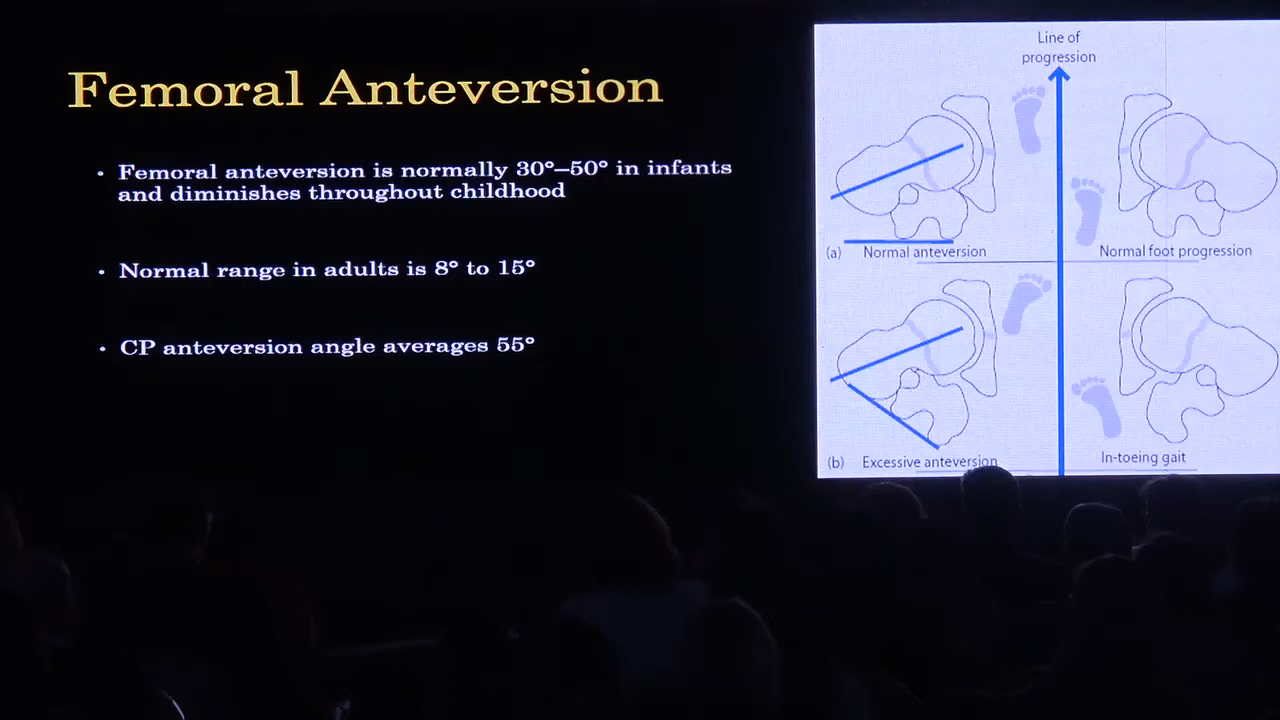 Femoral Anteversion
• Femoral anteversion is normally 30°–50° in infants
and diminishes throughout childhood
• Normal range in adults is 8° to 15°
• CP anteversion angle averages 55°
Line of
progression
(a) Normal anteversion
Normal foot progression
(b) Excessive anteversion
In-toeing gait